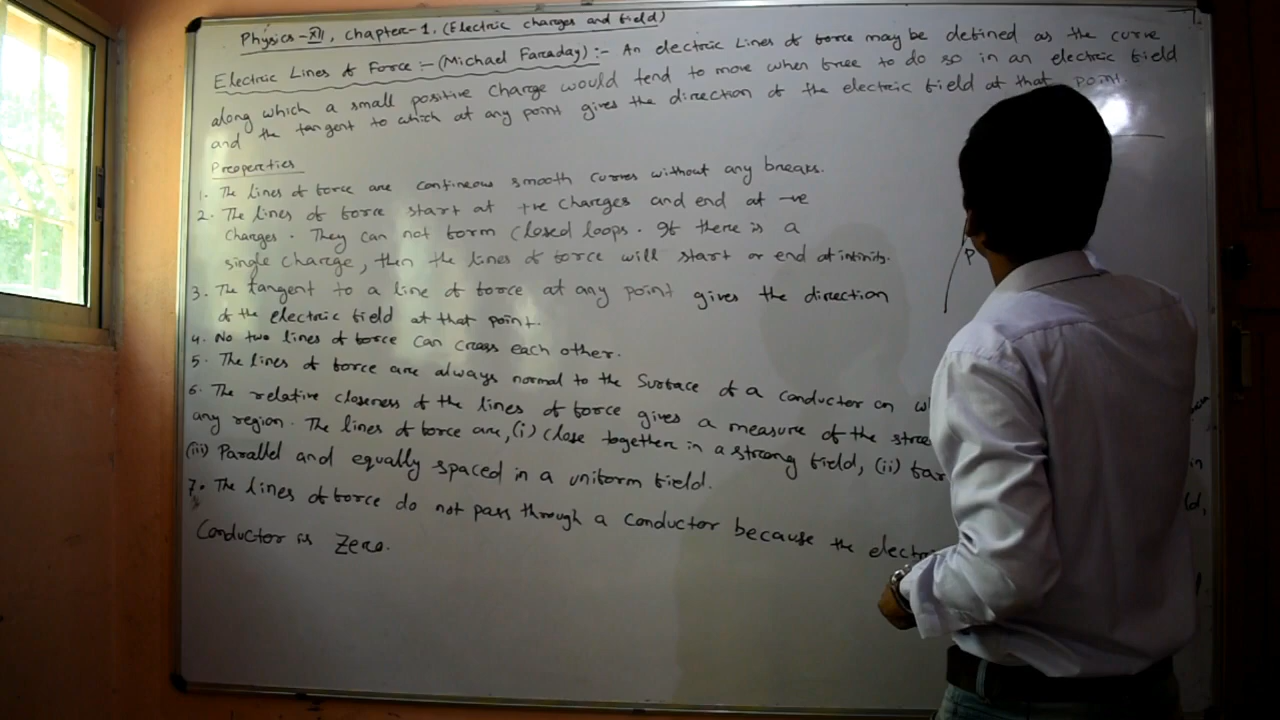 Physics-XII, chapter-1. (Electric charges and field)
Electric Lines of Force :- (Michael Faraday) :- An electric Lines of force may be defined as the curve
along which a small positive charge would tend to move when free to do so in an electric field
and the tangent to which at any point gives the direction of the electric field at that point.
Properties
1. The lines of force are contineous smooth curves without any breaks.
2. The lines of force start at +ve charges and end at -ve
charges. They can not form closed loops. If there is a
single charge, then the lines of force will start or end at infinity.
3. The tangent to a line of force at any point gives the direction
of the electric field at that point.
4. No two lines of force can cross each other.
5. The lines of force are always normal to the surface of a conductor on
6. The relative closeness of the lines of force gives a measure of the
any region. The lines of force are, (i) close together in a strong field, (ii) far
(iii) Parallel and equally spaced in a uniform field.
7. The lines of force do not pass through a conductor because the
Conductor is Zero.
P